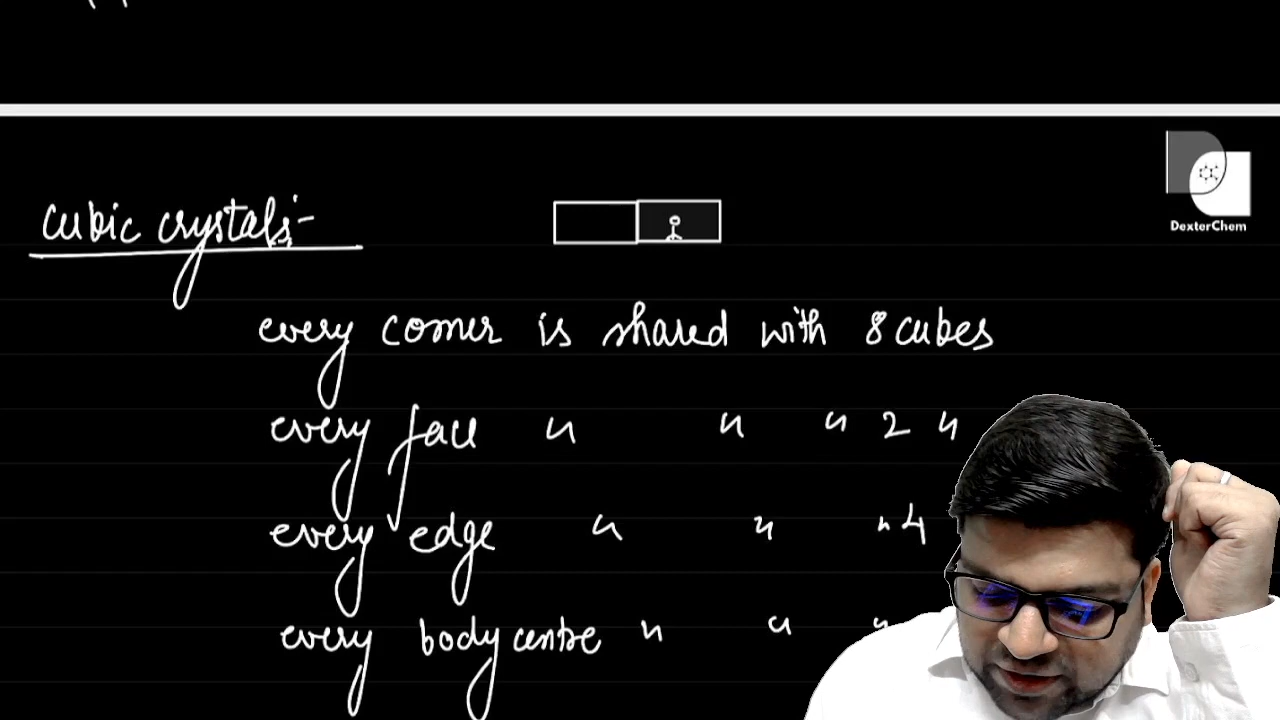 cubic crystals:-
DexterChem
every corner is shared with 8 cubes
every face " " " 2 "
every edge " " " 4
every body centre " " "